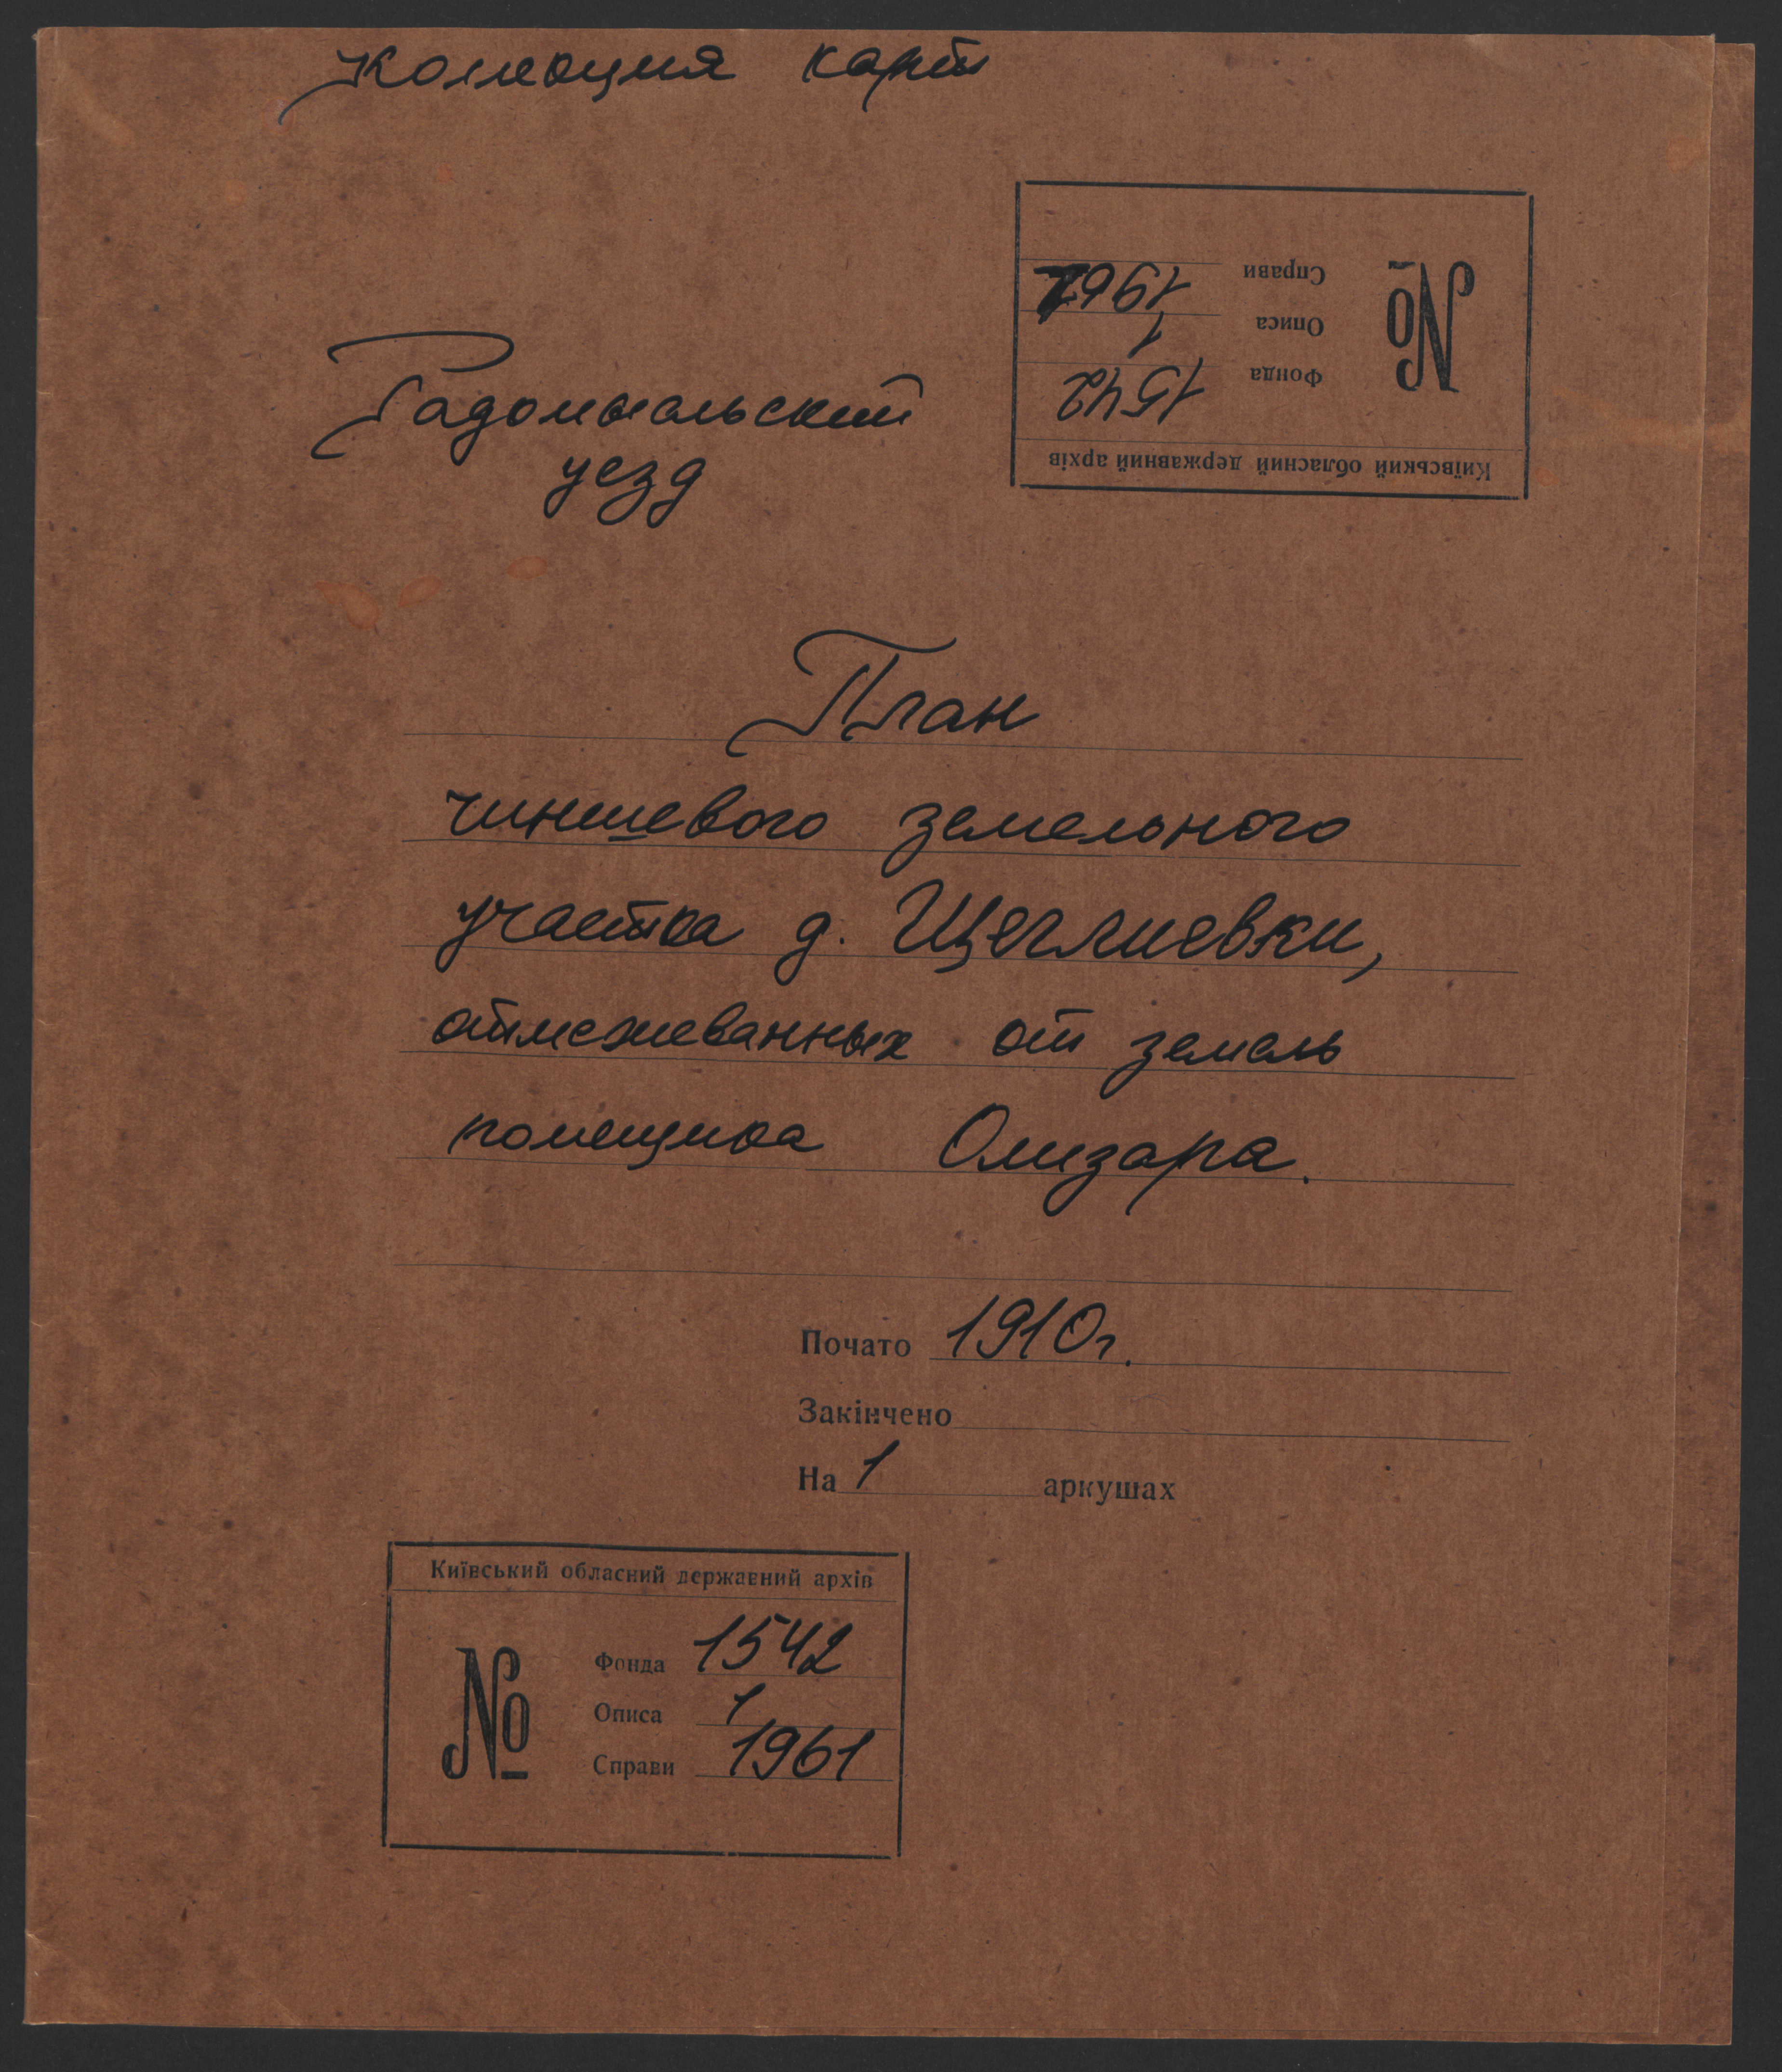 Коллекция карт
Справи 1961
Описа 1
Фонда 1542
№
Київський обласний державний архів
Радомысльский
уезд
План
чиншевого земельного
участка д. Щеглиевки,
отмежеванных от земель
помещика Олизара.
Почато 1910г.
Закінчено
На 1 аркушах
Київський обласний державний архів
№
Фонда 1542
Описа 1
Справи 1961